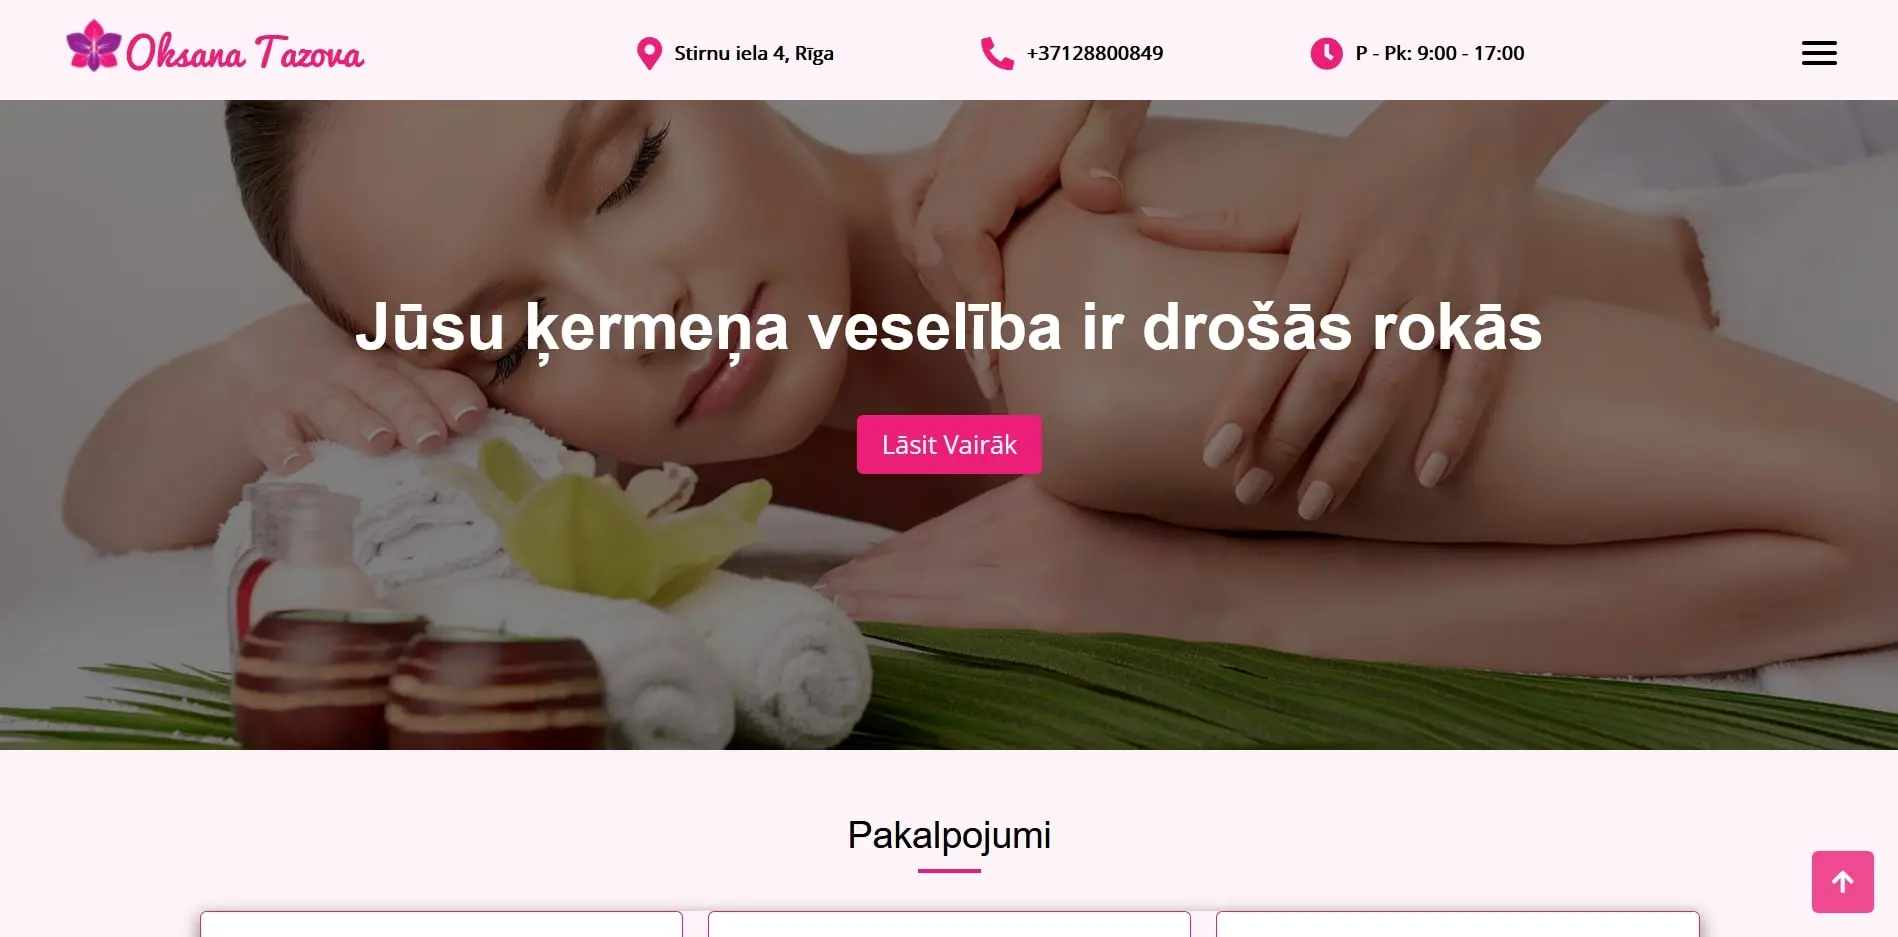 Oksana Tazova
Stirnu iela 4, Rīga
+37128800849
P - Pk: 9:00 - 17:00
Jūsu ķermeņa veselība ir drošās rokās
Lāsit Vairāk
Pakalpojumi